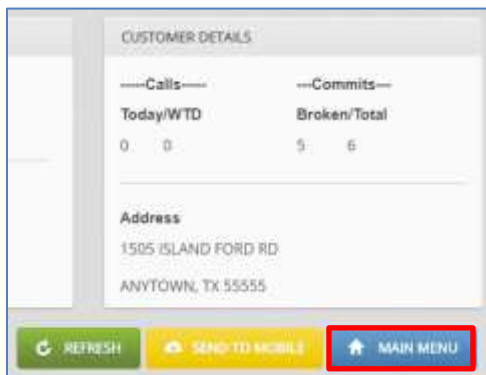 CUSTOMER DETAILS
-----Calls----- ---Commits---
Today/WTD Broken/Total
0 0 5 6
Address
1505 ISLAND FORD RD
ANYTOWN, TX 55555
REFRESH SEND TO MOBILE MAIN MENU